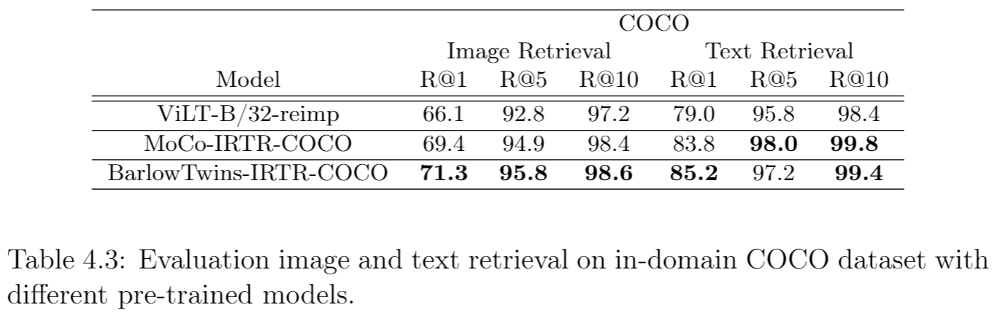 COCO
Image Retrieval Text Retrieval
Model R@1 R@5 R@10 R@1 R@5 R@10
ViLT-B/32-reimp 66.1 92.8 97.2 79.0 95.8 98.4
MoCo-IRTR-COCO 69.4 94.9 98.4 83.8 98.0 99.8
BarlowTwins-IRTR-COCO 71.3 95.8 98.6 85.2 97.2 99.4
Table 4.3: Evaluation image and text retrieval on in-domain COCO dataset with
different pre-trained models.